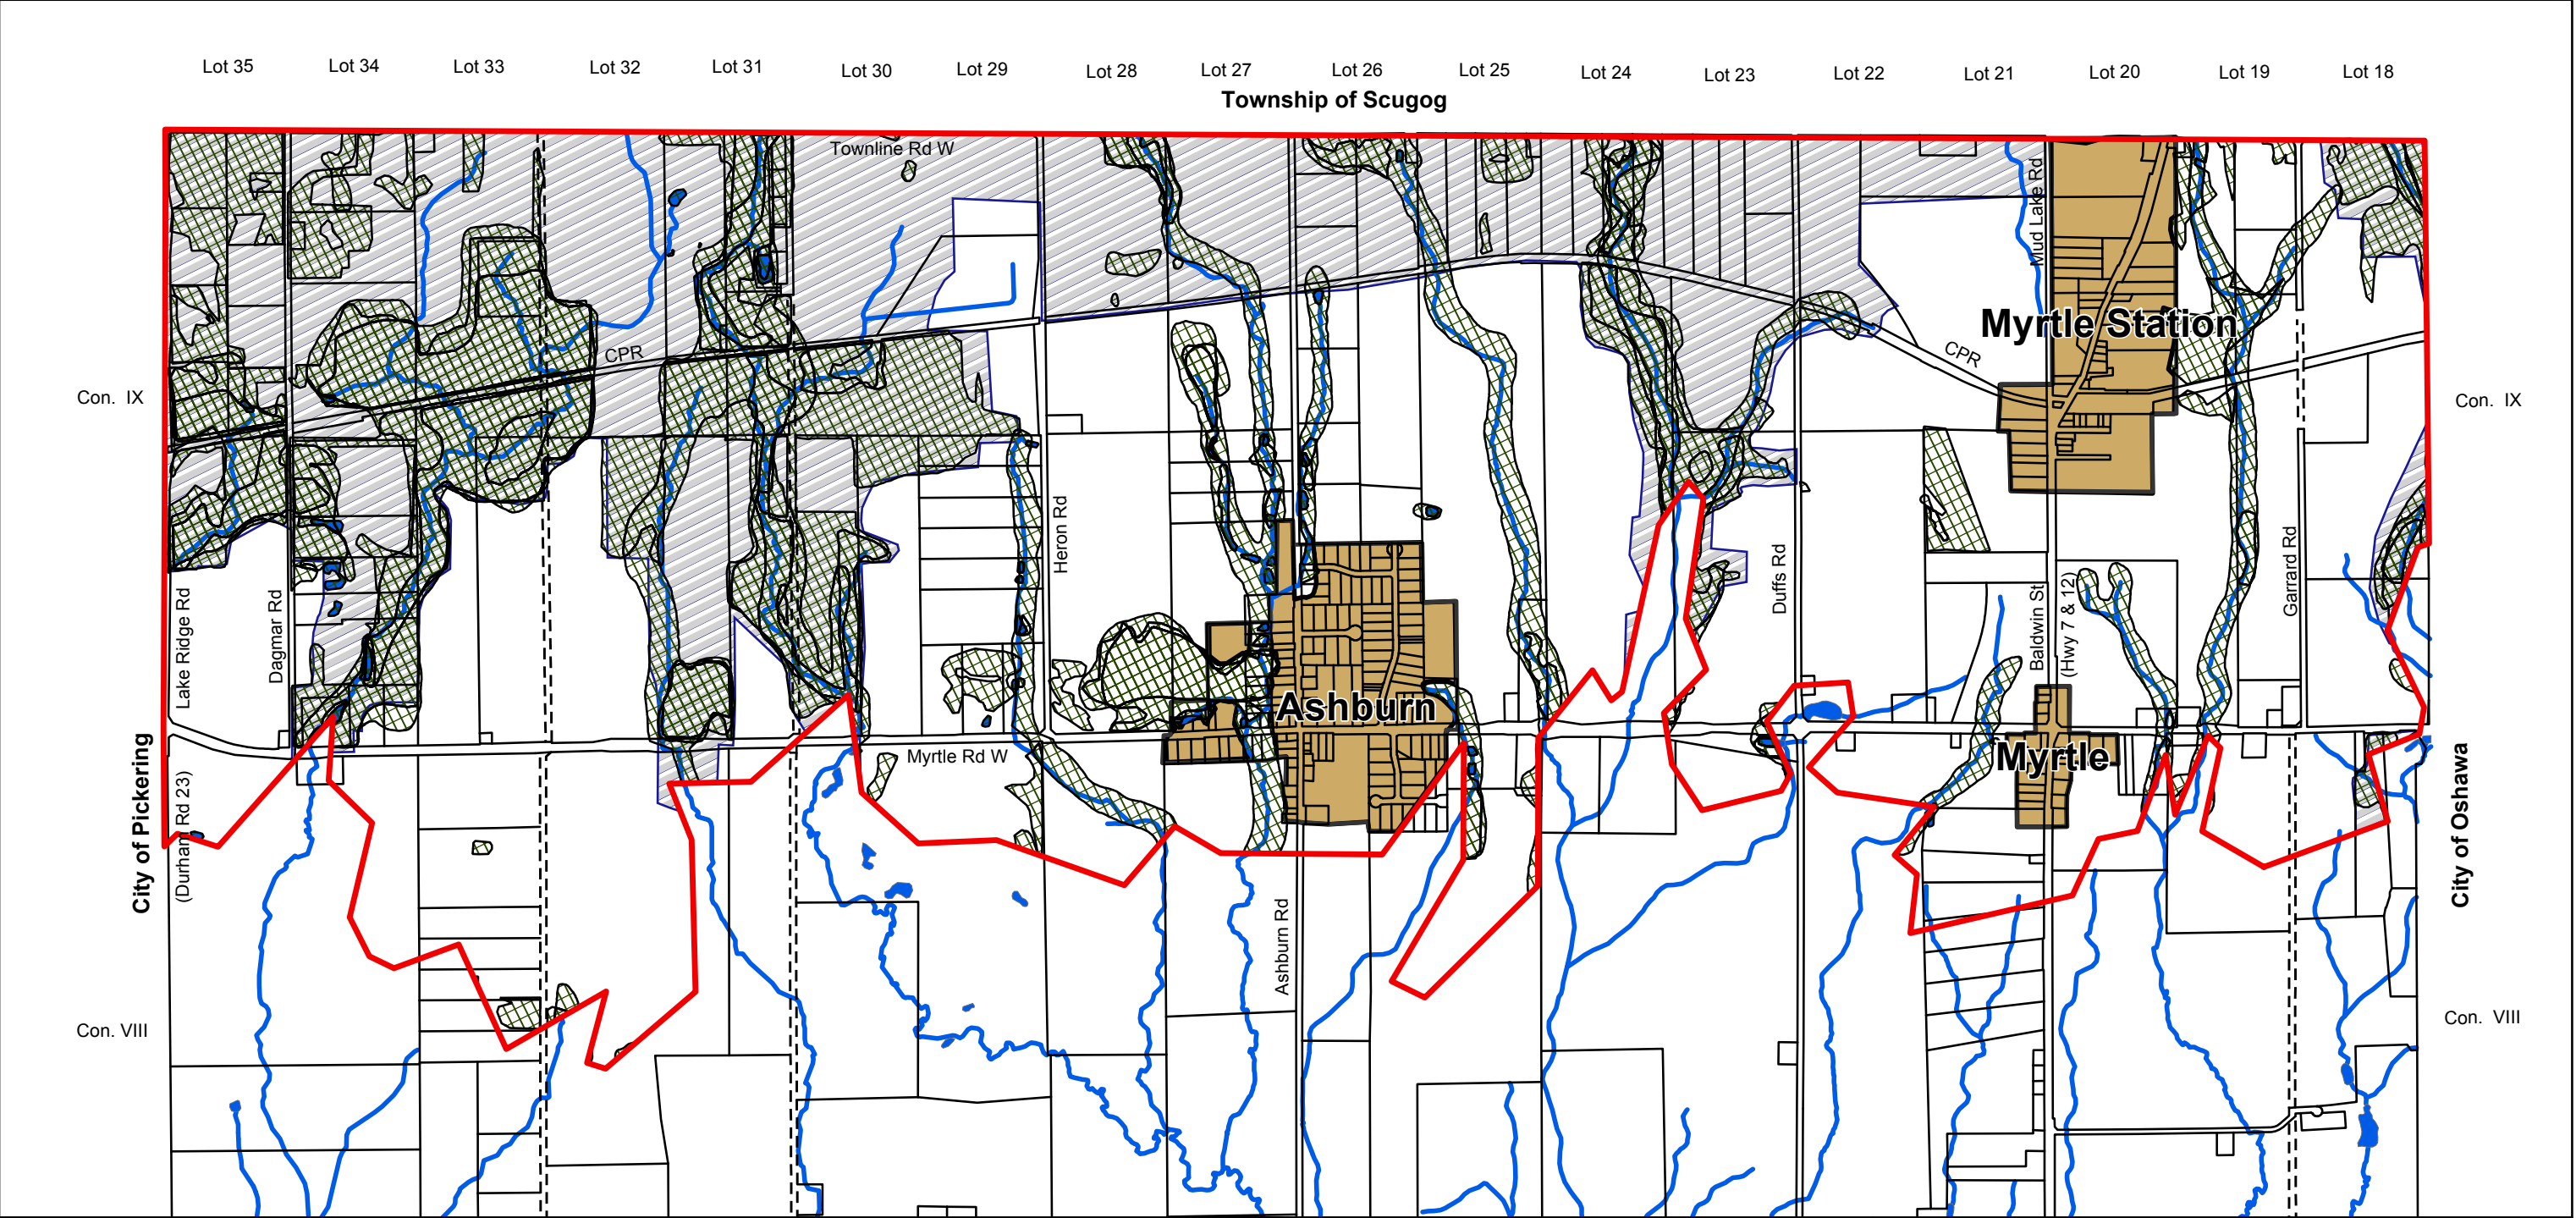 Lot 35 Lot 34 Lot 33 Lot 32 Lot 31 Lot 30 Lot 29 Lot 28 Lot 27 Lot 26 Lot 25 Lot 24 Lot 23 Lot 22 Lot 21 Lot 20 Lot 19 Lot 18
Township of Scugog
Townline Rd W
Mud Lake Rd
Myrtle Station
CPR
CPR
Con. IX
Con. IX
Heron Rd
Duffs Rd
Garrard Rd
Lake Ridge Rd
(Durham Rd 23)
Dagmar Rd
Baldwin St
(Hwy 7 & 12)
Ashburn
Myrtle
Myrtle Rd W
City of Pickering
City of Oshawa
Ashburn Rd
Con. VIII
Con. VIII